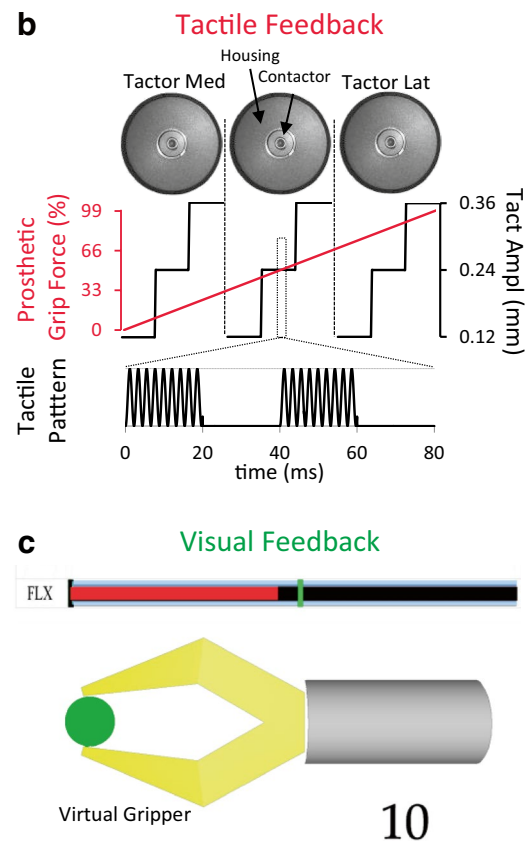 b
Tactile Feedback
Housing
Contactor
Tactor Med
Tactor Lat
Prosthetic
Grip Force (%)
99
66
33
0
0.36
0.24
0.12
Tact Ampl (mm)
Tactile
Patttern
0 20 40 60 80
time (ms)
c
Visual Feedback
FLX
Virtual Gripper
10